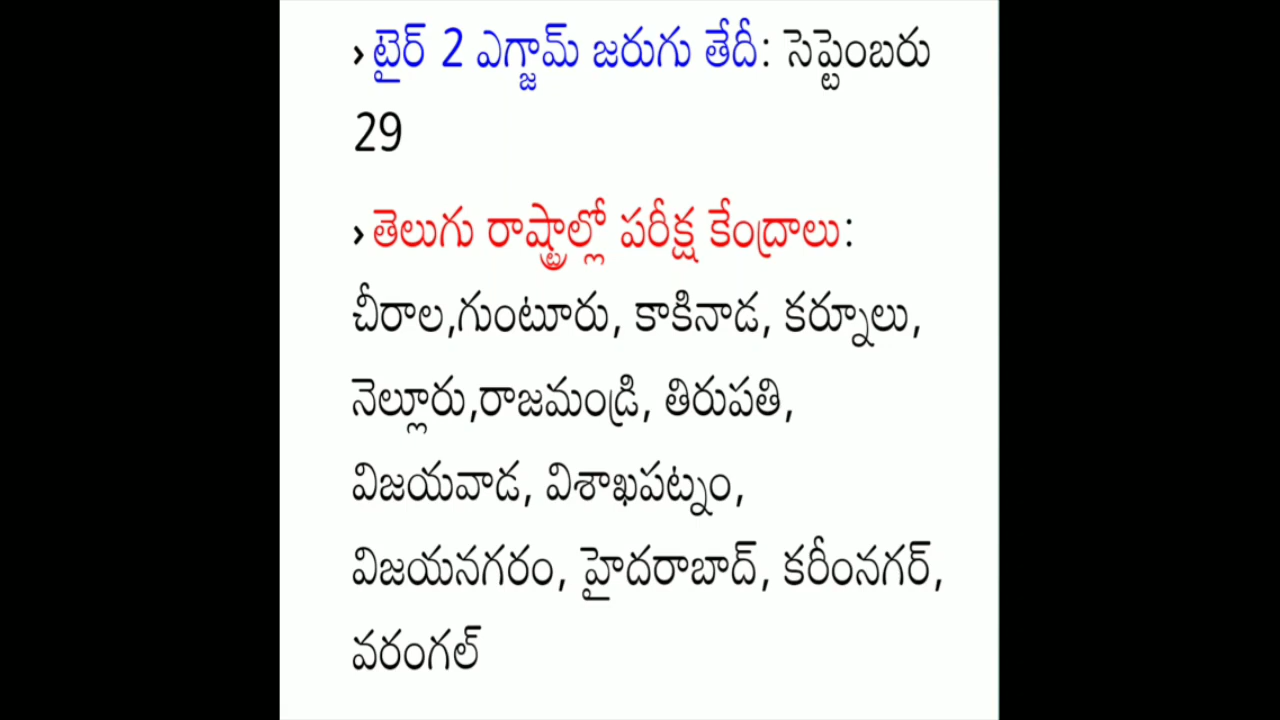 › టైర్ 2 ఎగ్జామ్ జరుగు తేదీ: సెప్టెంబరు
29
› తెలుగు రాష్ట్రాల్లో పరీక్ష కేంద్రాలు:
చీరాల,గుంటూరు, కాకినాడ, కర్నూలు,
నెల్లూరు,రాజమండ్రి, తిరుపతి,
విజయవాడ, విశాఖపట్నం,
విజయనగరం, హైదరాబాద్, కరీంనగర్,
వరంగల్